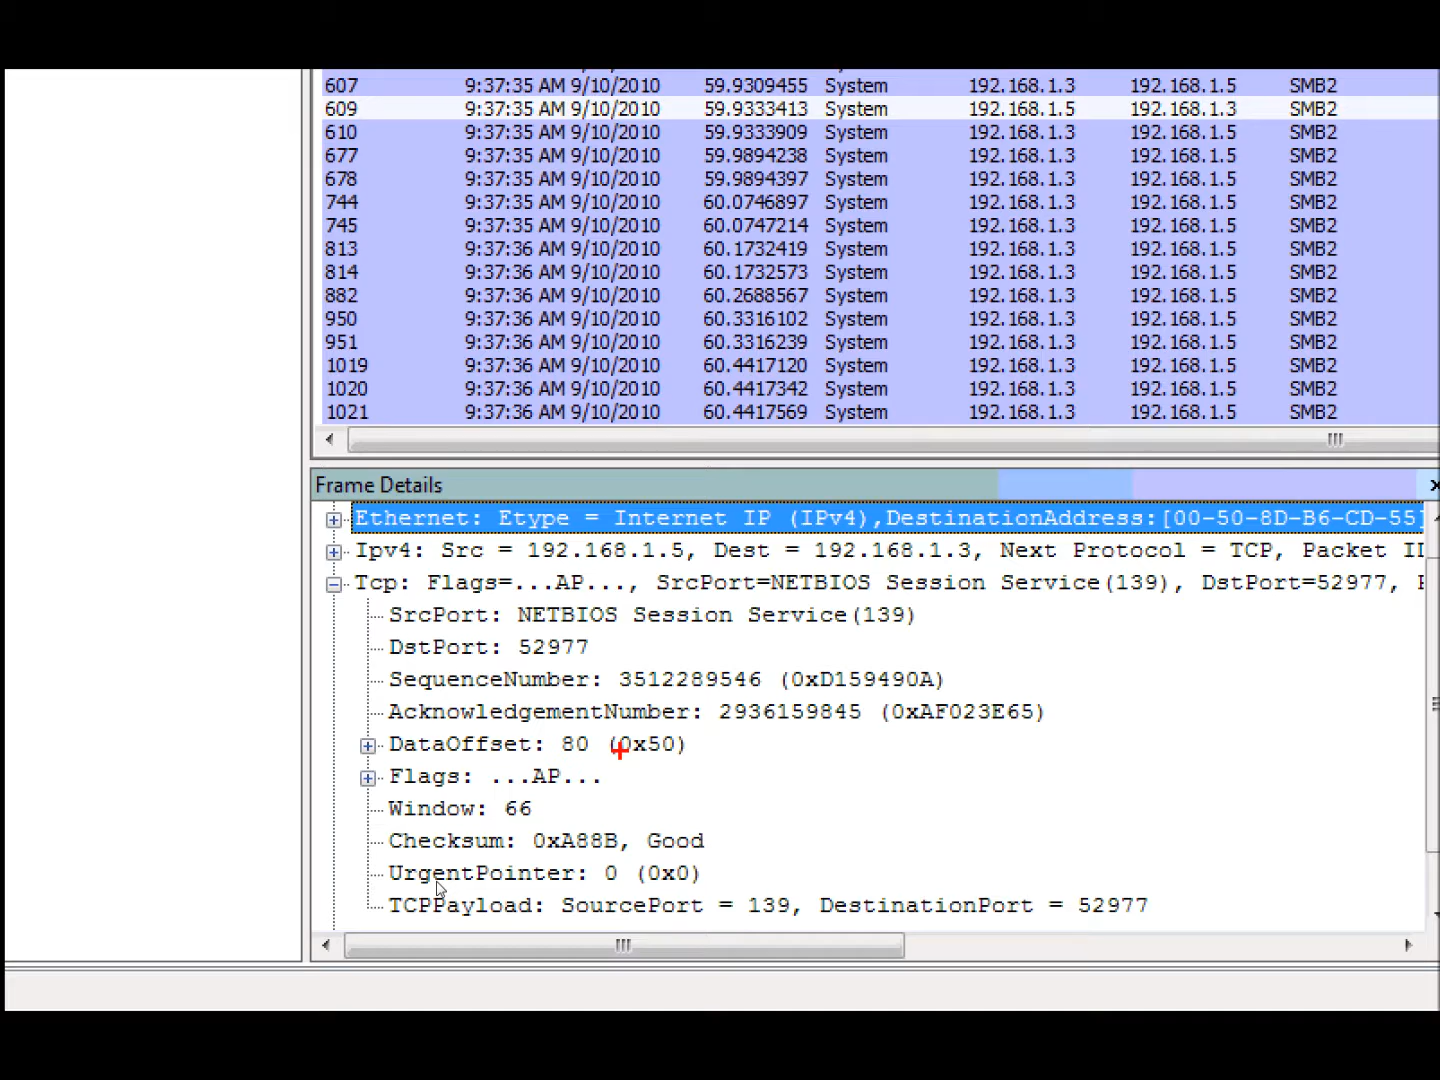 607 9:37:35 AM 9/10/2010 59.9309455 System 192.168.1.3 192.168.1.5 SMB2
609 9:37:35 AM 9/10/2010 59.9333413 System 192.168.1.5 192.168.1.3 SMB2
610 9:37:35 AM 9/10/2010 59.9333909 System 192.168.1.3 192.168.1.5 SMB2
677 9:37:35 AM 9/10/2010 59.9894238 System 192.168.1.3 192.168.1.5 SMB2
678 9:37:35 AM 9/10/2010 59.9894397 System 192.168.1.3 192.168.1.5 SMB2
744 9:37:35 AM 9/10/2010 60.0746897 System 192.168.1.3 192.168.1.5 SMB2
745 9:37:35 AM 9/10/2010 60.0747214 System 192.168.1.3 192.168.1.5 SMB2
813 9:37:36 AM 9/10/2010 60.1732419 System 192.168.1.3 192.168.1.5 SMB2
814 9:37:36 AM 9/10/2010 60.1732573 System 192.168.1.3 192.168.1.5 SMB2
882 9:37:36 AM 9/10/2010 60.2688567 System 192.168.1.3 192.168.1.5 SMB2
950 9:37:36 AM 9/10/2010 60.3316102 System 192.168.1.3 192.168.1.5 SMB2
951 9:37:36 AM 9/10/2010 60.3316239 System 192.168.1.3 192.168.1.5 SMB2
1019 9:37:36 AM 9/10/2010 60.4417120 System 192.168.1.3 192.168.1.5 SMB2
1020 9:37:36 AM 9/10/2010 60.4417342 System 192.168.1.3 192.168.1.5 SMB2
1021 9:37:36 AM 9/10/2010 60.4417569 System 192.168.1.3 192.168.1.5 SMB2
Frame Details
Ethernet: Etype = Internet IP (IPv4),DestinationAddress:[00-50-8D-B6-CD-55]
Ipv4: Src = 192.168.1.5, Dest = 192.168.1.3, Next Protocol = TCP, Packet
Tcp: Flags=...AP..., SrcPort=NETBIOS Session Service(139), DstPort=52977,
SrcPort: NETBIOS Session Service(139)
DstPort: 52977
SequenceNumber: 3512289546 (0xD159490A)
AcknowledgementNumber: 2936159845 (0xAF023E65)
DataOffset: 80 (0x50)
Flags: ...AP...
Window: 66
Checksum: 0xA88B, Good
UrgentPointer: 0 (0x0)
TCPPayload: SourcePort = 139, DestinationPort = 52977